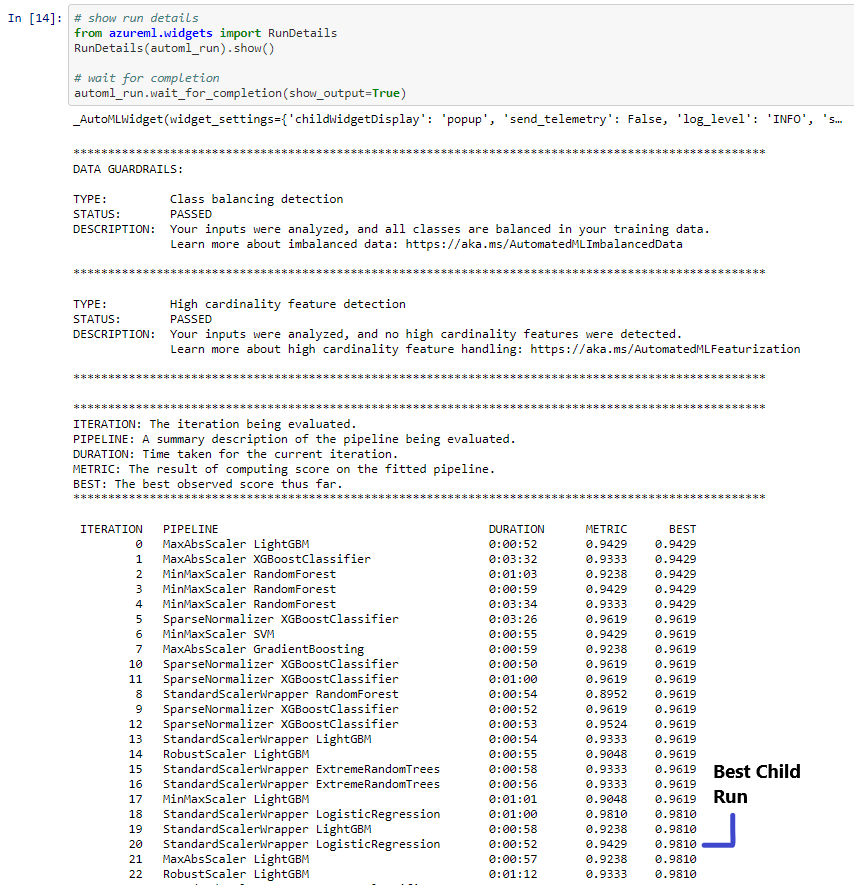 In [14]:
# show run details
from azureml.widgets import RunDetails
RunDetails(automl_run).show()
# wait for completion
automl_run.wait_for_completion(show_output=True)
_AutoMLWidget(widget_settings={'childWidgetDisplay': 'popup', 'send_telemetry': False, 'log_level': 'INFO', 's…
****************************************************************************************************
DATA GUARDRAILS:
TYPE: Class balancing detection
STATUS: PASSED
DESCRIPTION: Your inputs were analyzed, and all classes are balanced in your training data.
Learn more about imbalanced data: https://aka.ms/AutomatedMLImbalancedData
****************************************************************************************************
TYPE: High cardinality feature detection
STATUS: PASSED
DESCRIPTION: Your inputs were analyzed, and no high cardinality features were detected.
Learn more about high cardinality feature handling: https://aka.ms/AutomatedMLFeaturization
****************************************************************************************************
****************************************************************************************************
ITERATION: The iteration being evaluated.
PIPELINE: A summary description of the pipeline being evaluated.
DURATION: Time taken for the current iteration.
METRIC: The result of computing score on the fitted pipeline.
BEST: The best observed score thus far.
****************************************************************************************************
ITERATION PIPELINE DURATION METRIC BEST
0 MaxAbsScaler LightGBM 0:00:52 0.9429 0.9429
1 MaxAbsScaler XGBoostClassifier 0:03:32 0.9333 0.9429
2 MinMaxScaler RandomForest 0:01:03 0.9238 0.9429
3 MinMaxScaler RandomForest 0:00:59 0.9429 0.9429
4 MinMaxScaler RandomForest 0:03:34 0.9333 0.9429
5 SparseNormalizer XGBoostClassifier 0:03:26 0.9619 0.9619
6 MinMaxScaler SVM 0:00:55 0.9429 0.9619
7 MaxAbsScaler GradientBoosting 0:00:59 0.9238 0.9619
10 SparseNormalizer XGBoostClassifier 0:00:50 0.9619 0.9619
11 SparseNormalizer XGBoostClassifier 0:01:00 0.9619 0.9619
8 StandardScalerWrapper RandomForest 0:00:54 0.8952 0.9619
9 SparseNormalizer XGBoostClassifier 0:00:52 0.9619 0.9619
12 SparseNormalizer XGBoostClassifier 0:00:53 0.9524 0.9619
13 StandardScalerWrapper LightGBM 0:00:54 0.9333 0.9619
14 RobustScaler LightGBM 0:00:55 0.9048 0.9619
15 StandardScalerWrapper ExtremeRandomTrees 0:00:58 0.9333 0.9619
16 StandardScalerWrapper ExtremeRandomTrees 0:00:56 0.9333 0.9619
17 MinMaxScaler LightGBM 0:01:01 0.9048 0.9619
18 StandardScalerWrapper LogisticRegression 0:01:00 0.9810 0.9810
19 StandardScalerWrapper LightGBM 0:00:58 0.9238 0.9810
20 StandardScalerWrapper LogisticRegression 0:00:52 0.9429 0.9810
21 MaxAbsScaler LightGBM 0:00:57 0.9238 0.9810
22 RobustScaler LightGBM 0:01:12 0.9333 0.9810
Best Child
Run